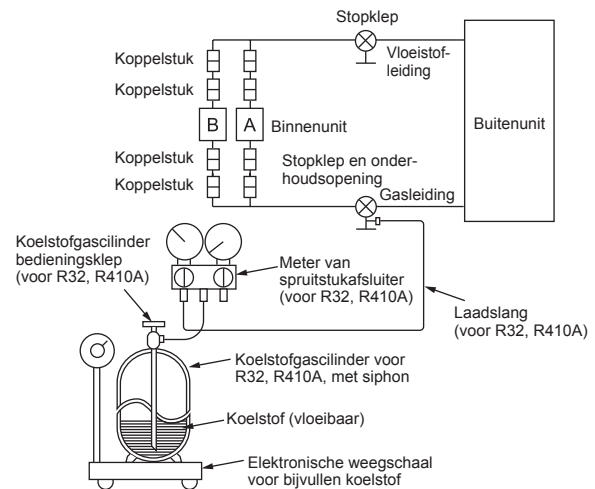 Stopklep
Koppelstuk
Vloeistof-
leiding
Koppelstuk
B
A
Binnenunit
Buitenunit
Koppelstuk
Stopklep en onder-
houdsopening
Koppelstuk
Gasleiding
Koelstofgascilinder
bedieningsklep
(voor R32, R410A)
Meter van
spruitstukafsluiter
(voor R32, R410A)
Laadslang
(voor R32, R410A)
Koelstofgascilinder voor
R32, R410A, met siphon
Koelstof (vloeibaar)
Elektronische weegschaal
voor bijvullen koelstof